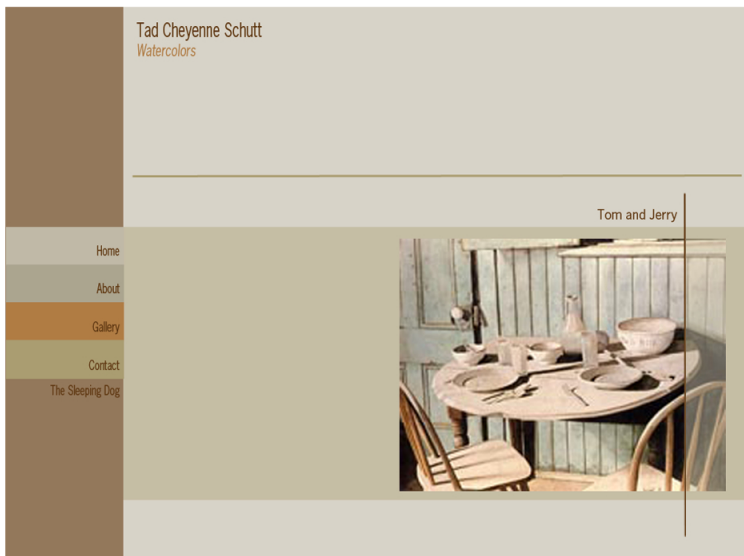 Tad Cheyenne Schutt
Watercolors
Tom and Jerry
Home
About
Gallery
Contact
The Sleeping Dog